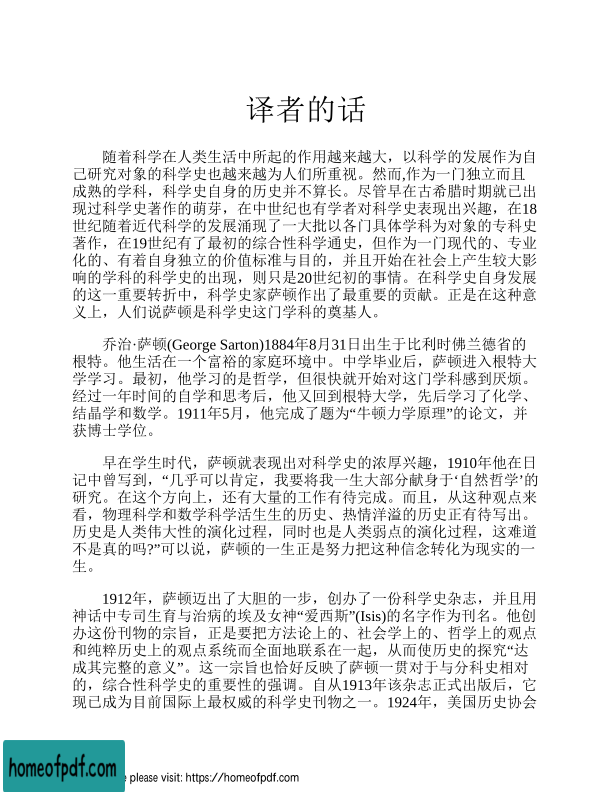 译者的话
随着科学在人类生活中所起的作用越来越大，以科学的发展作为自
己研究对象的科学史也越来越为人们所重视。然而,作为一门独立而且
成熟的学科，科学史自身的历史并不算长。尽管早在古希腊时期就已出
现过科学史著作的萌芽，在中世纪也有学者对科学史表现出兴趣，在18
世纪随着近代科学的发展涌现了一大批以各门具体学科为对象的专科史
著作，在19世纪有了最初的综合性科学通史，但作为一门现代的、专业
化的、有着自身独立的价值标准与目的，并且开始在社会上产生较大影
响的学科的科学史的出现，则只是20世纪初的事情。在科学史自身发展
的这一重要转折中，科学史家萨顿作出了最重要的贡献。正是在这种意
义上，人们说萨顿是科学史这门学科的奠基人。
乔治·萨顿(George Sarton)1884年8月31日出生于比利时佛兰德省的
根特。他生活在一个富裕的家庭环境中。中学毕业后，萨顿进入根特大
学学习。最初，他学习的是哲学，但很快就开始对这门学科感到厌烦。
经过一年时间的自学和思考后，他又回到根特大学，先后学习了化学、
结晶学和数学。1911年5月，他完成了题为“牛顿力学原理”的论文，并
获博士学位。
早在学生时代，萨顿就表现出对科学史的浓厚兴趣，1910年他在日
记中曾写到，“几乎可以肯定，我要将我一生大部分献身于‘自然哲学’的
研究。在这个方向上，还有大量的工作有待完成。而且，从这种观点来
看，物理科学和数学科学活生生的历史、热情洋溢的历史正有待写出。
历史是人类伟大性的演化过程，同时也是人类弱点的演化过程，这难道
不是真的吗?”可以说，萨顿的一生正是努力把这种信念转化为现实的一
生。
1912年，萨顿迈出了大胆的一步，创办了一份科学史杂志，并且用
神话中专司生育与治病的埃及女神“爱西斯”(Isis)的名字作为刊名。他创
办这份刊物的宗旨，正是要把方法论上的、社会学上的、哲学上的观点
和纯粹历史上的观点系统而全面地联系在一起，从而使历史的探究“达
成其完整的意义”。这一宗旨也恰好反映了萨顿一贯对于与分科史相对
的，综合性科学史的重要性的强调。自从1913年该杂志正式出版后，它
现已成为目前国际上最权威的科学史刊物之一。1924年，美国历史协会
homeofpdf.com
please visit: https://homeofpdf.com